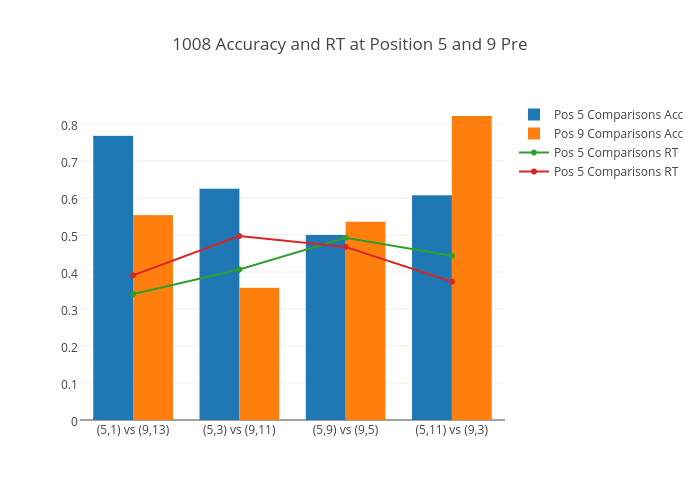 1008 Accuracy and RT at Position 5 and 9 Pre
Pos 5 Comparisons Acc
Pos 9 Comparisons Acc
Pos 5 Comparisons RT
Pos 5 Comparisons RT
0.8
0.7
0.6
0.5
0.4
0.3
0.2
0.1
0
(5,1) vs (9,13) (5,3) vs (9,11) (5,9) vs (9,5) (5,11) vs (9,3)